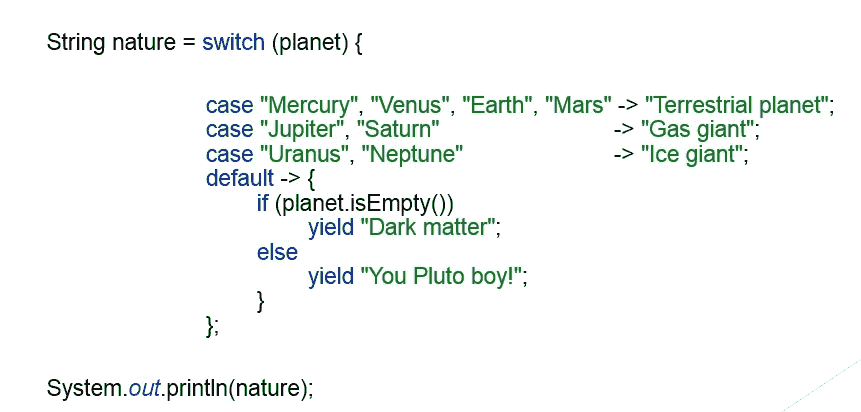 String nature = switch (planet) {
case "Mercury", "Venus", "Earth", "Mars" -> "Terrestrial planet";
case "Jupiter", "Saturn" -> "Gas giant";
case "Uranus", "Neptune" -> "Ice giant";
default -> {
if (planet.isEmpty())
yield "Dark matter";
else
yield "You Pluto boy!";
}
};
System.out.println(nature);